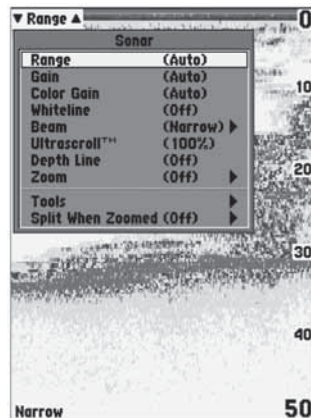 ▼ Range ▲
0
Sonar
Range (Auto)
Gain (Auto)
Color Gain (Auto)
Whiteline (Off)
Beam (Narrow) ▶
Ultrascroll™ (100%)
Depth Line (Off)
Zoom (Off) ▶
Tools ▶
Split When Zoomed (Off) ▶
10
20
30
40
Narrow
50